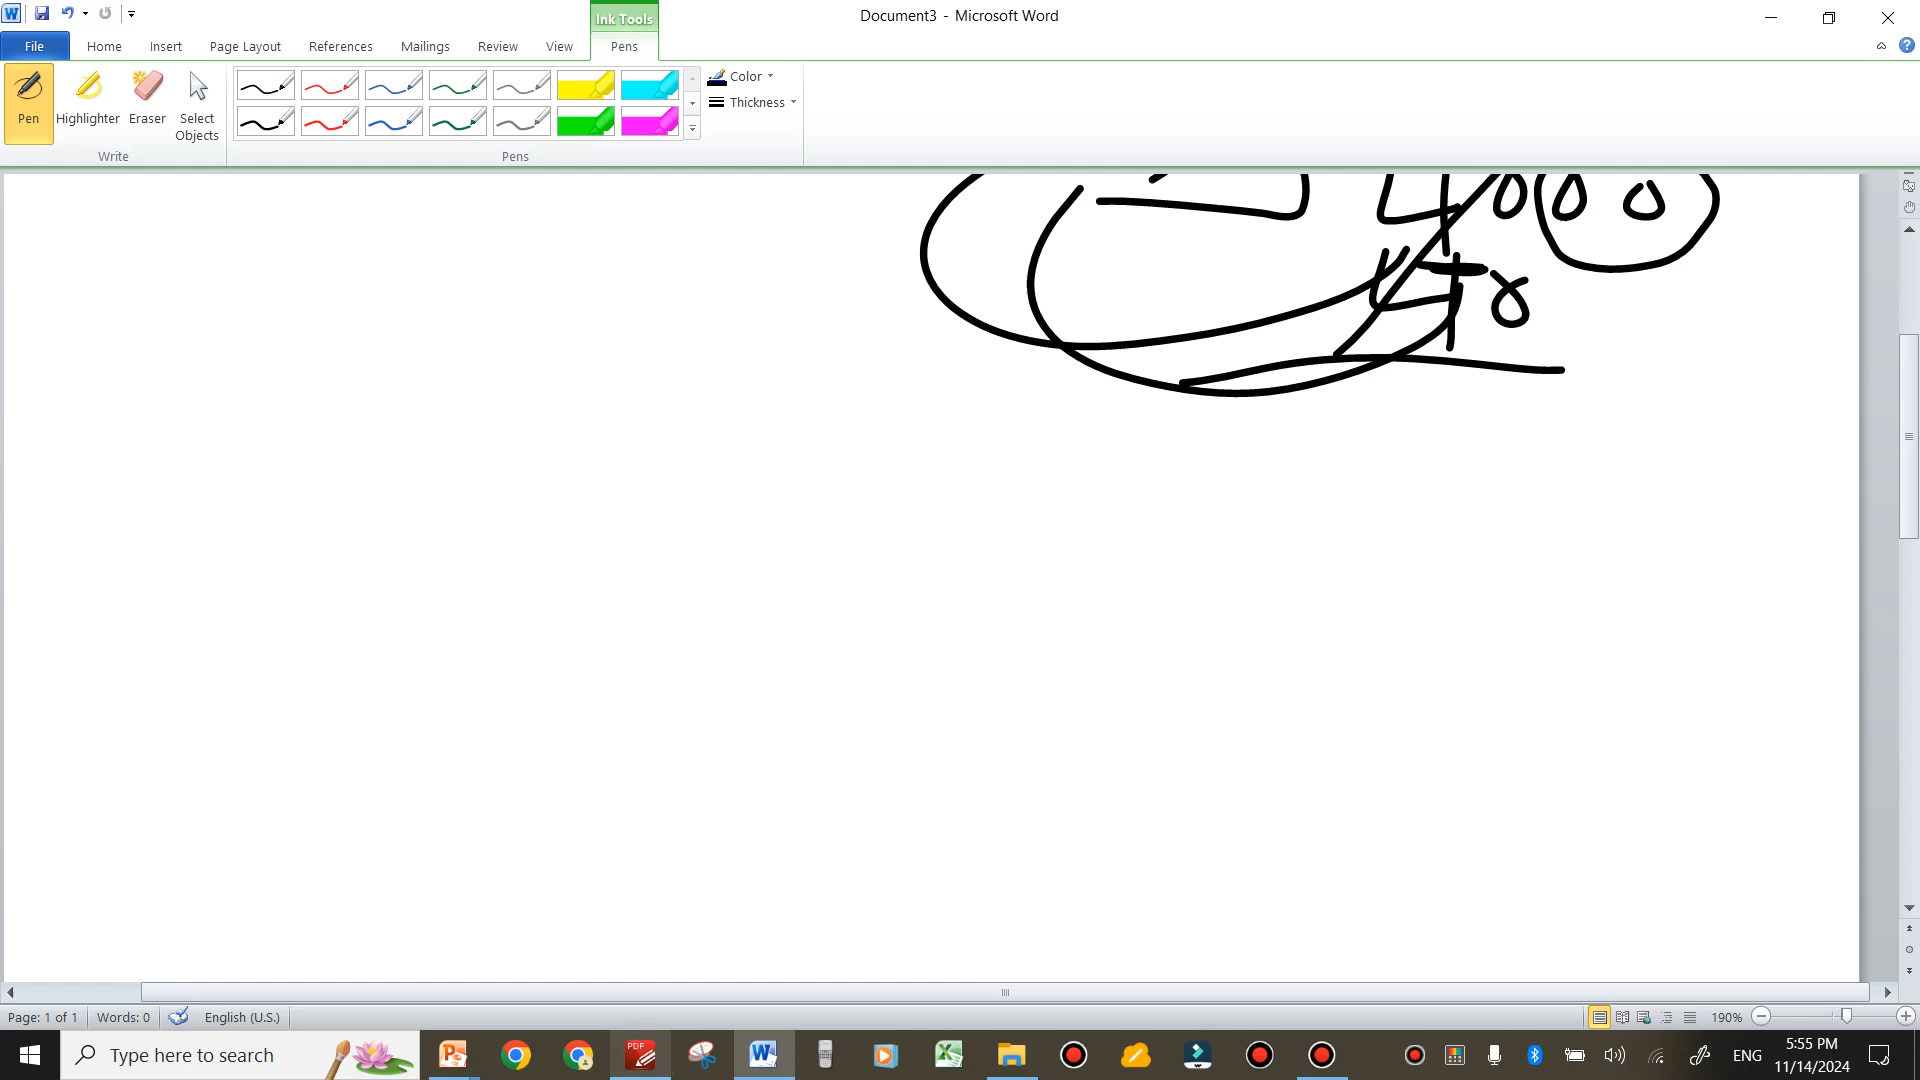 Document3 - Microsoft Word
Ink Tools
File Home Insert Page Layout References Mailings Review View Pens
Pen Highlighter Eraser Select Objects
Color
Thickness
Write
Pens
Page: 1 of 1 Words: 0 English (U.S.) 190%
Type here to search
PDF
ENG
5:55 PM
11/14/2024